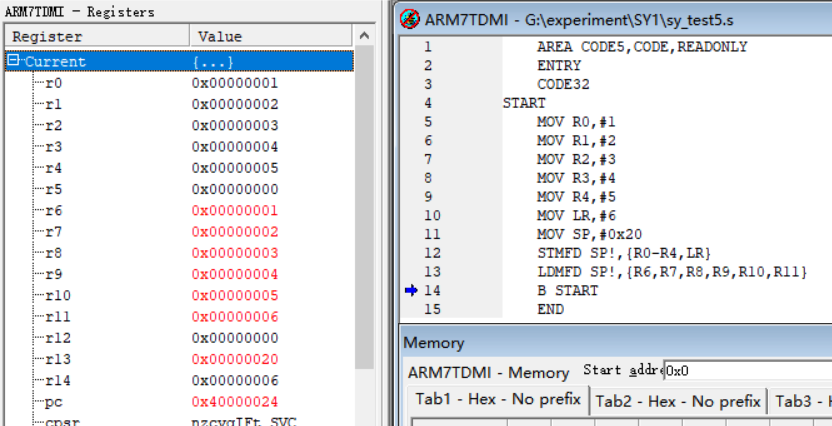 ARM7TDMI - Registers
Register Value
Current {...}
r0 0x00000001
r1 0x00000002
r2 0x00000003
r3 0x00000004
r4 0x00000005
r5 0x00000000
r6 0x00000001
r7 0x00000002
r8 0x00000003
r9 0x00000004
r10 0x00000005
r11 0x00000006
r12 0x00000000
r13 0x00000020
r14 0x00000006
pc 0x40000024
cpsr nzcvqIFt_SVC
ARM7TDMI - G:\experiment\SY1\sy_test5.s
1 AREA CODE5,CODE,READONLY
2 ENTRY
3 CODE32
4 START
5 MOV R0,#1
6 MOV R1,#2
7 MOV R2,#3
8 MOV R3,#4
9 MOV R4,#5
10 MOV LR,#6
11 MOV SP,#0x20
12 STMFD SP!,{R0-R4,LR}
13 LDMFD SP!,{R6,R7,R8,R9,R10,R11}
14 B START
15 END
Memory
ARM7TDMI - Memory Start addre 0x0
Tab1 - Hex - No prefix Tab2 - Hex - No prefix Tab3 - H